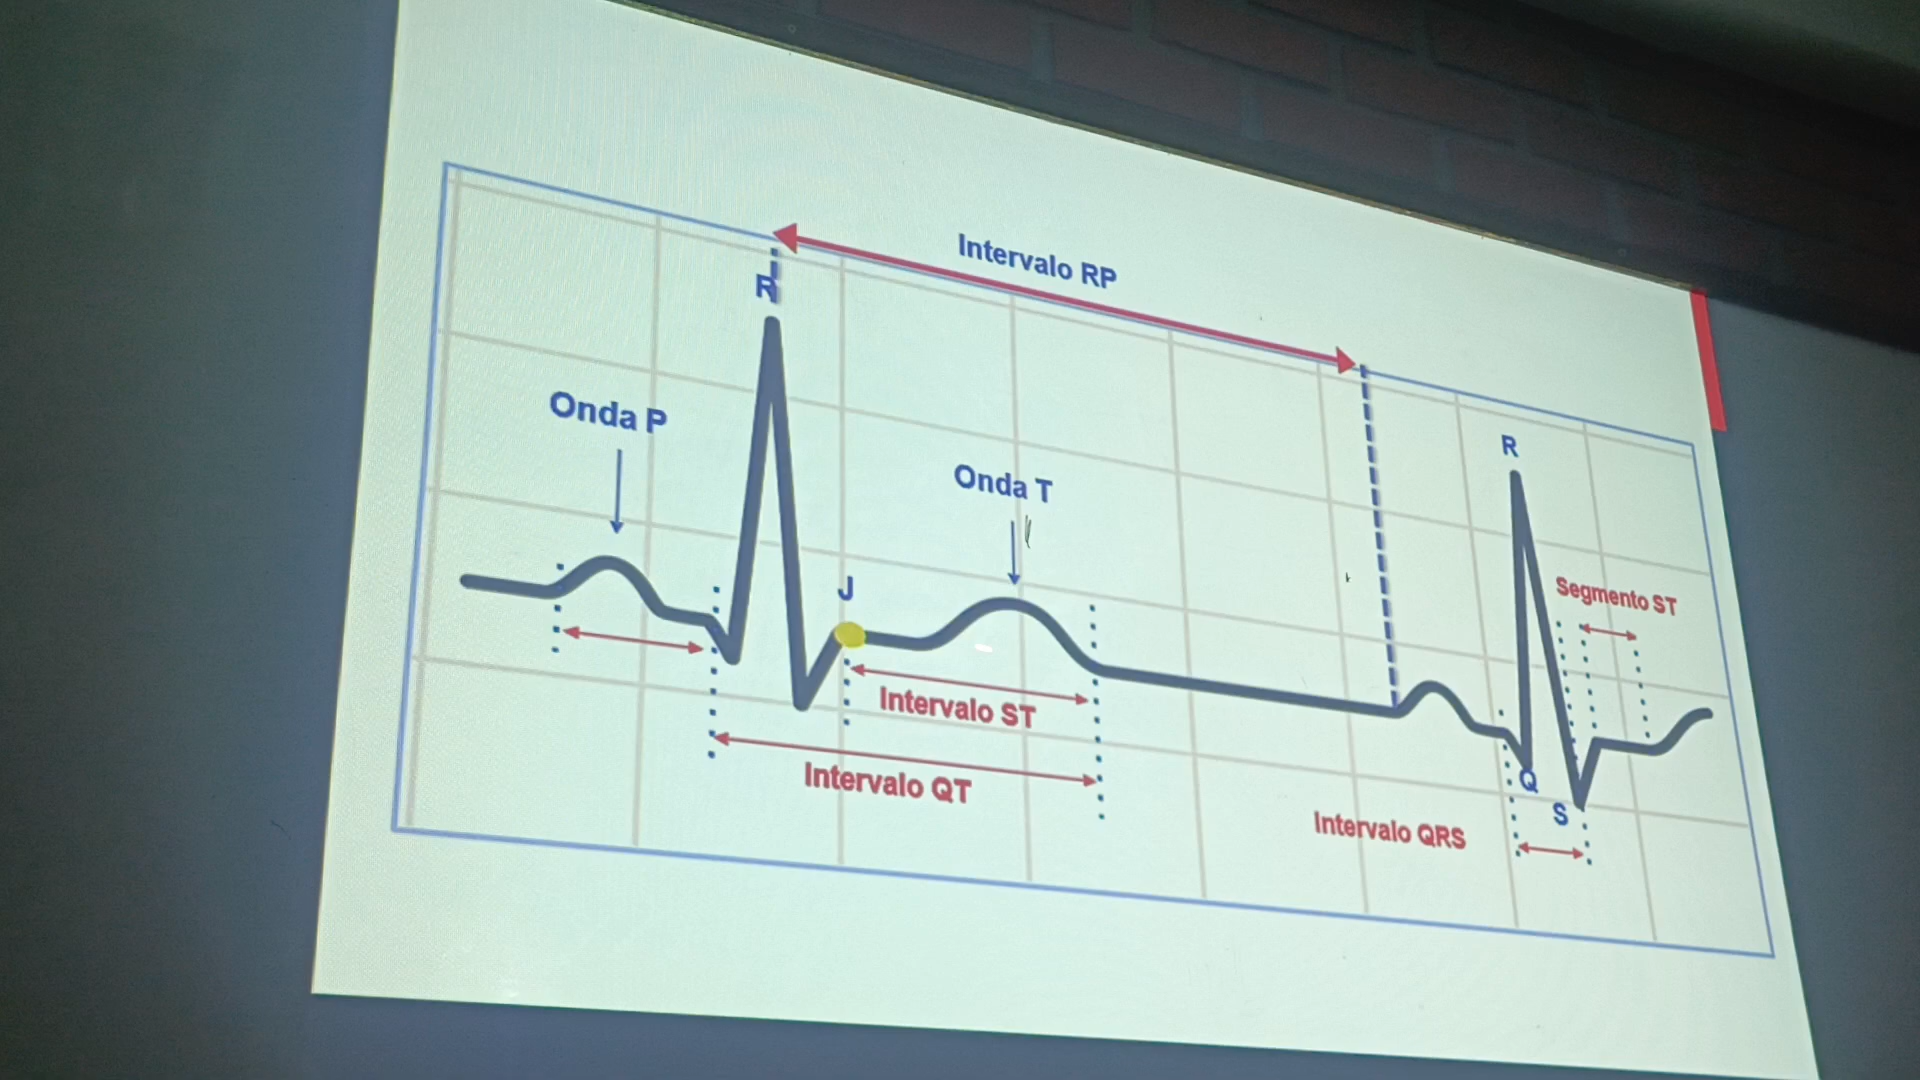 Intervalo RP
R
Onda P
R
Onda T
J
Segmento ST
Intervalo ST
Intervalo QT
Q
S
Intervalo QRS